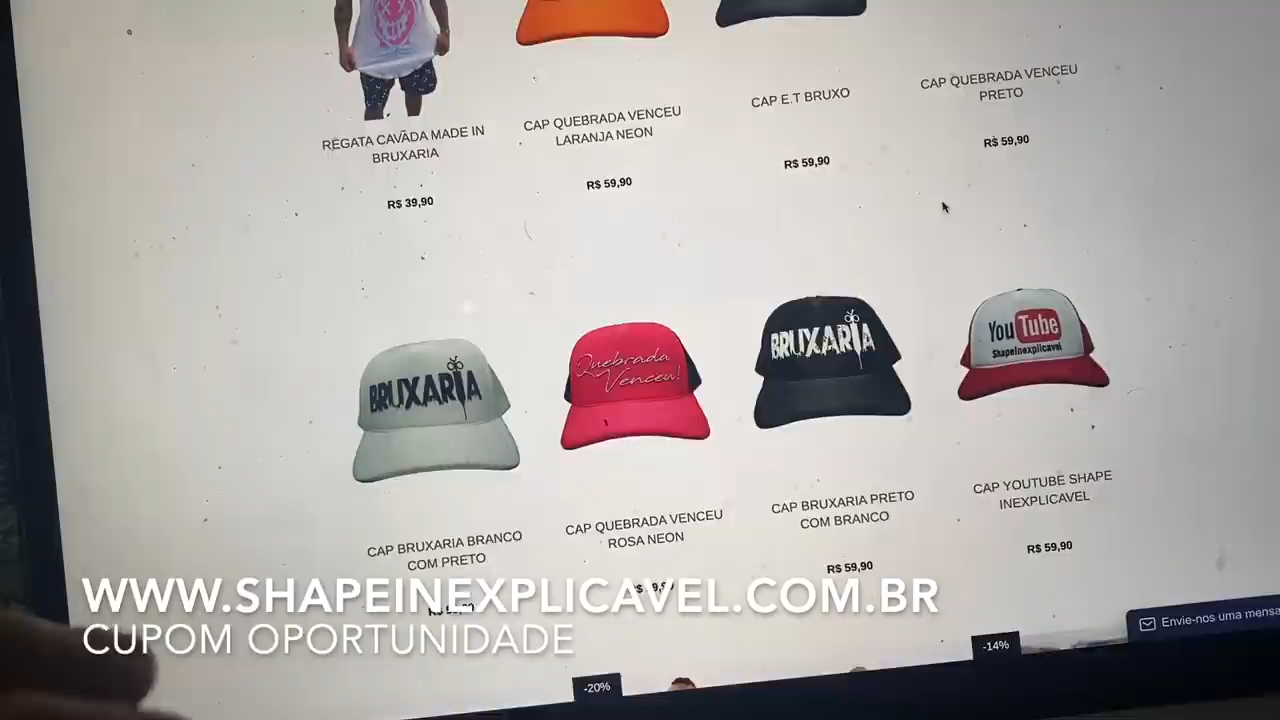 REGATA CAVADA MADE IN
BRUXARIA
R$ 39,90
CAP QUEBRADA VENCEU
LARANJA NEON
R$ 59,90
CAP E.T BRUXO
R$ 59,90
CAP QUEBRADA VENCEU
PRETO
R$ 59,90
BRUXARIA
Quebrada
Venceu!
BRUXARIA
YouTube
ShapeInexplicavel
CAP BRUXARIA BRANCO
COM PRETO
CAP QUEBRADA VENCEU
ROSA NEON
CAP BRUXARIA PRETO
COM BRANCO
R$ 59,90
CAP YOUTUBE SHAPE
INEXPLICAVEL
R$ 59,90
WWW.SHAPEINEXPLICAVEL.COM.BR
CUPOM OPORTUNIDADE
Envie-nos uma
-20%
-14%